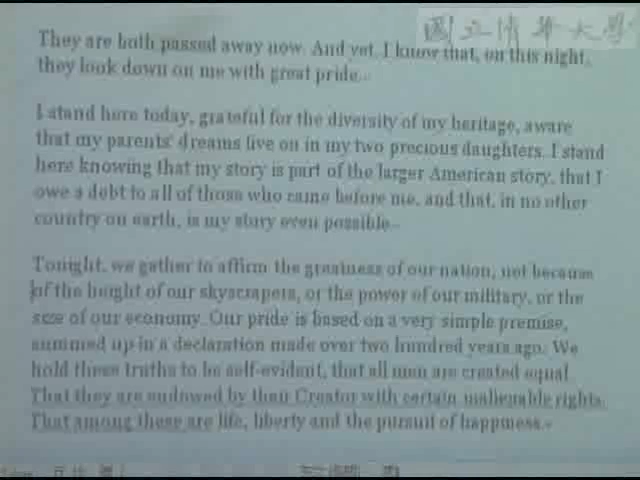 國立清華大學
They are both passed away now. And yet, I know that, on this night,
they look down on me with great pride...
I stand here today, grateful for the diversity of my heritage, aware
that my parents' dreams live on in my two precious daughters. I stand
here knowing that my story is part of the larger American story, that I
owe a debt to all of those who came before me, and that, in no other
country on earth, is my story even possible...
Tonight, we gather to affirm the greatness of our nation, not because
of the height of our skyscrapers, or the power of our military, or the
size of our economy. Our pride is based on a very simple premise,
summed up in a declaration made over two hundred years ago. We
hold these truths to be self-evident, that all men are created equal.
That they are endowed by their Creator with certain inalienable rights.
That among these are life, liberty and the pursuit of happiness.